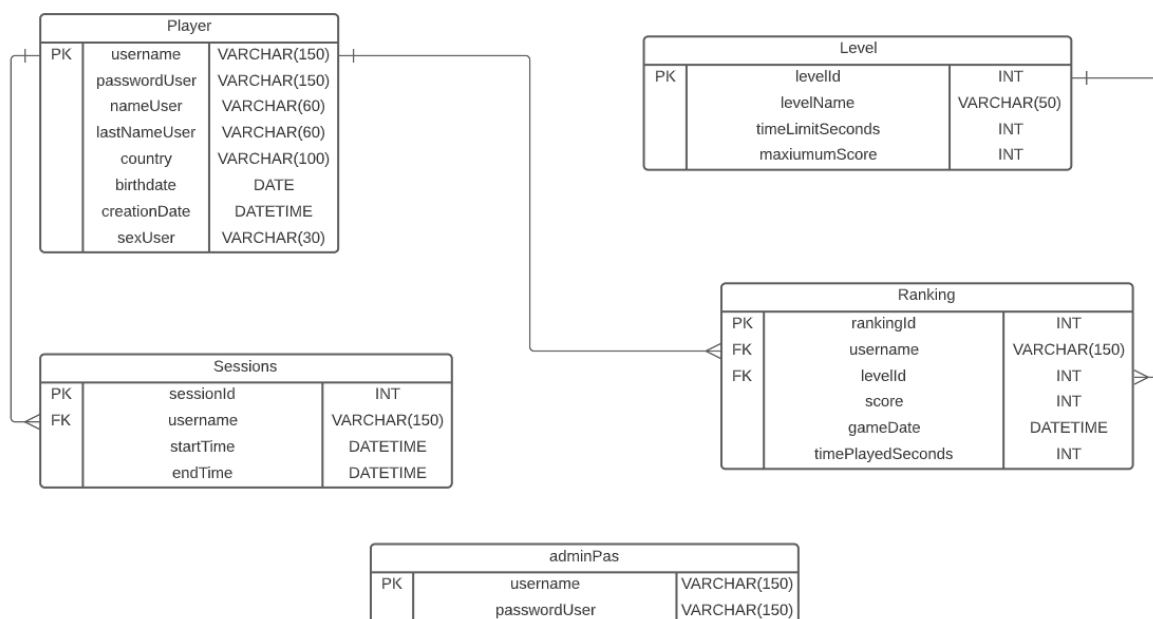 Player
PK username VARCHAR(150)
passwordUser VARCHAR(150)
nameUser VARCHAR(60)
lastNameUser VARCHAR(60)
country VARCHAR(100)
birthdate DATE
creationDate DATETIME
sexUser VARCHAR(30)
Level
PK levelId INT
levelName VARCHAR(50)
timeLimitSeconds INT
maxiumumScore INT
Sessions
PK sessionId INT
FK username VARCHAR(150)
startTime DATETIME
endTime DATETIME
Ranking
PK rankingId INT
FK username VARCHAR(150)
FK levelId INT
score INT
gameDate DATETIME
timePlayedSeconds INT
adminPas
PK username VARCHAR(150)
passwordUser VARCHAR(150)